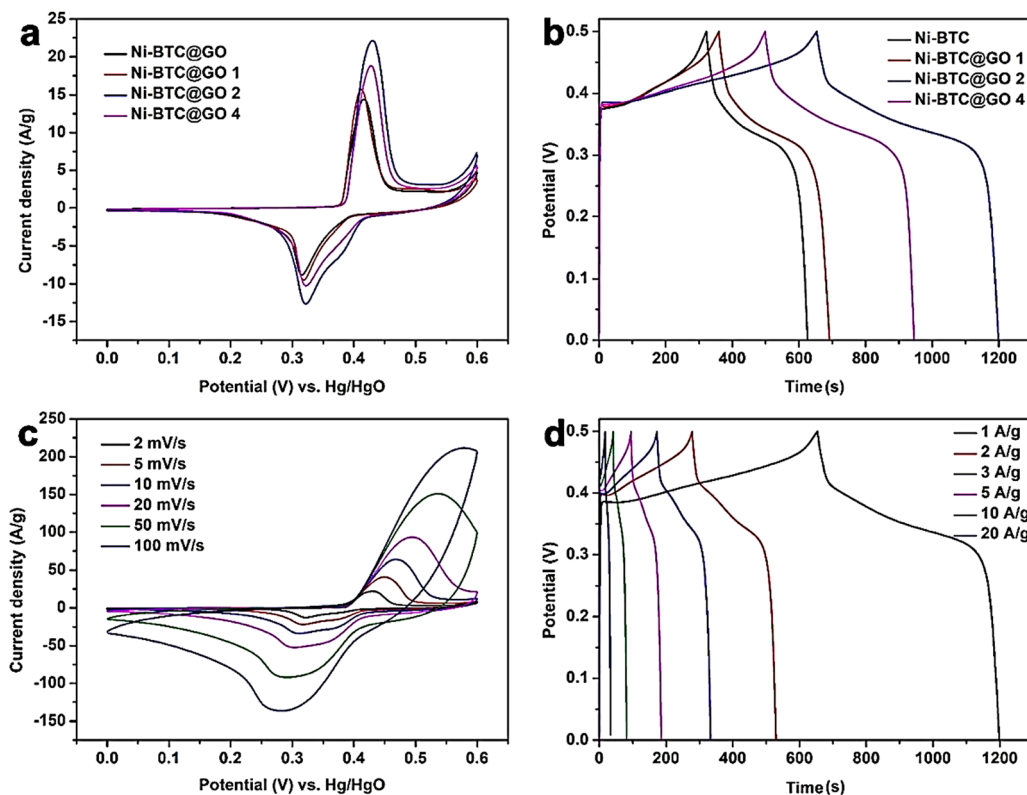 a
Ni-BTC@GO
Ni-BTC@GO 1
Ni-BTC@GO 2
Ni-BTC@GO 4
Current density (A/g)
25
20
15
10
5
0
-5
-10
-15
0.0 0.1 0.2 0.3 0.4 0.5 0.6
Potential (V) vs. Hg/HgO
b
Ni-BTC
Ni-BTC@GO 1
Ni-BTC@GO 2
Ni-BTC@GO 4
Potential (V)
0.5
0.4
0.3
0.2
0.1
0.0
0 200 400 600 800 1000 1200
Time(s)
c
2 mV/s
5 mV/s
10 mV/s
20 mV/s
50 mV/s
100 mV/s
Current density (A/g)
250
200
150
100
50
0
-50
-100
-150
0.0 0.1 0.2 0.3 0.4 0.5 0.6
Potential (V) vs. Hg/HgO
d
1 A/g
2 A/g
3 A/g
5 A/g
10 A/g
20 A/g
Potential (V)
0.5
0.4
0.3
0.2
0.1
0.0
0 200 400 600 800 1000 1200
Time(s)